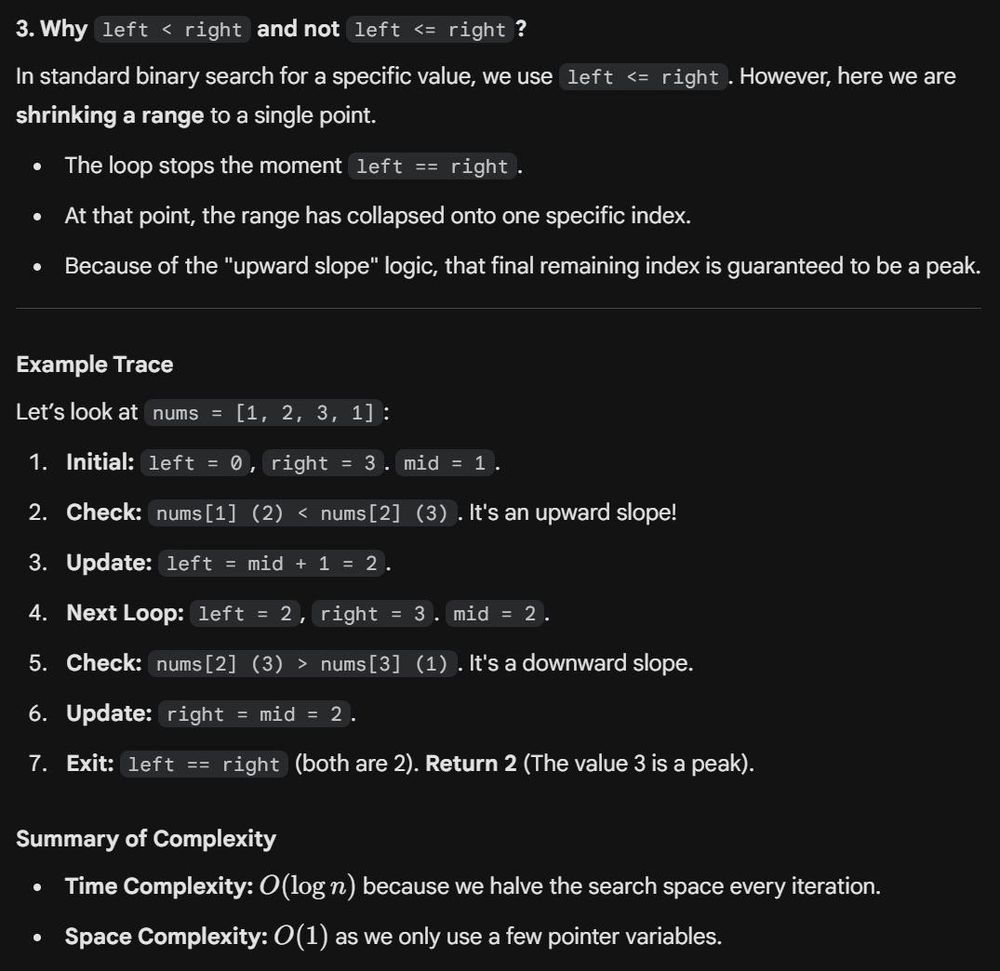 3. Why left < right and not left <= right?
In standard binary search for a specific value, we use left <= right. However, here we are
shrinking a range to a single point.
• The loop stops the moment left == right.
• At that point, the range has collapsed onto one specific index.
• Because of the "upward slope" logic, that final remaining index is guaranteed to be a peak.
Example Trace
Let's look at nums = [1, 2, 3, 1]:
1. Initial: left = 0, right = 3. mid = 1.
2. Check: nums[1] (2) < nums[2] (3). It's an upward slope!
3. Update: left = mid + 1 = 2.
4. Next Loop: left = 2, right = 3. mid = 2.
5. Check: nums[2] (3) > nums[3] (1). It's a downward slope.
6. Update: right = mid = 2.
7. Exit: left == right (both are 2). Return 2 (The value 3 is a peak).
Summary of Complexity
• Time Complexity: O(log n) because we halve the search space every iteration.
• Space Complexity: O(1) as we only use a few pointer variables.